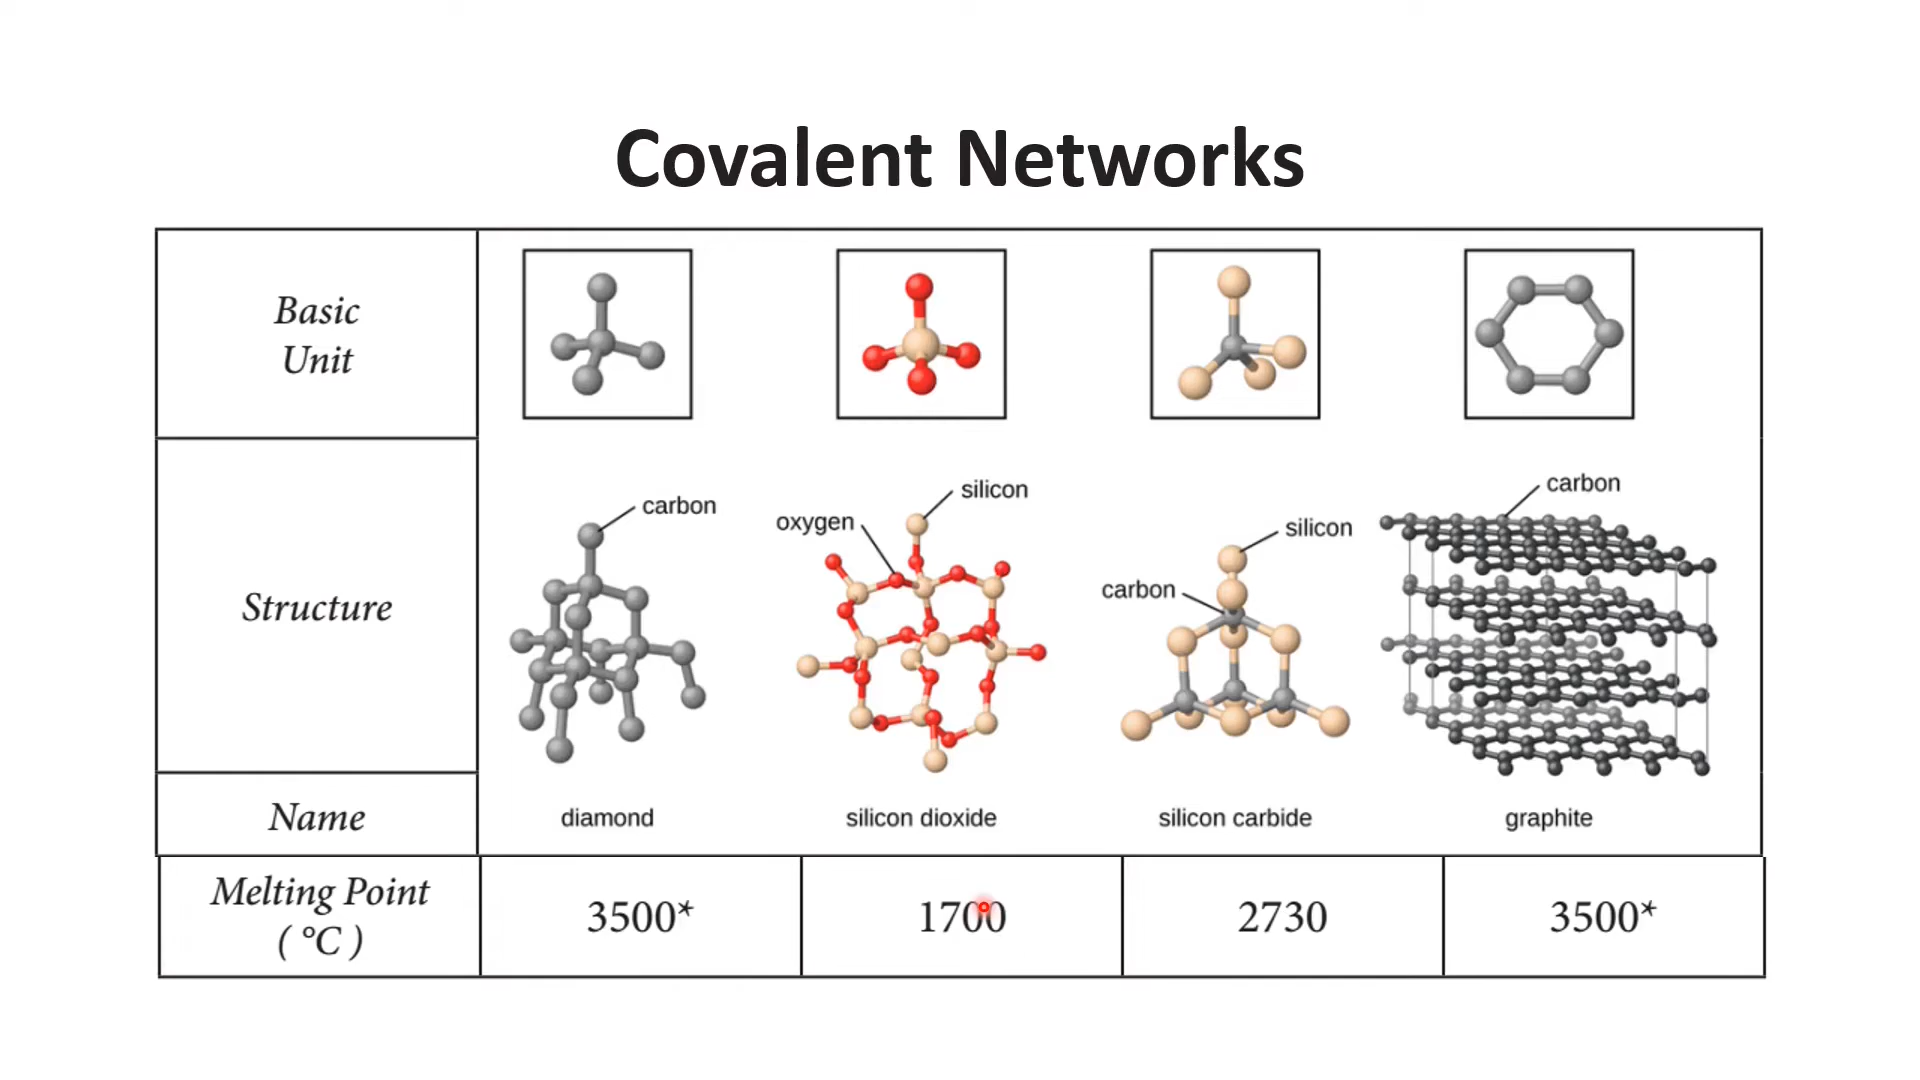 Covalent Networks
Basic
Unit
Structure
carbon
oxygen
silicon
silicon
carbon
carbon
Name
diamond
silicon dioxide
silicon carbide
graphite
Melting Point
( °C )
3500*
1700
2730
3500*